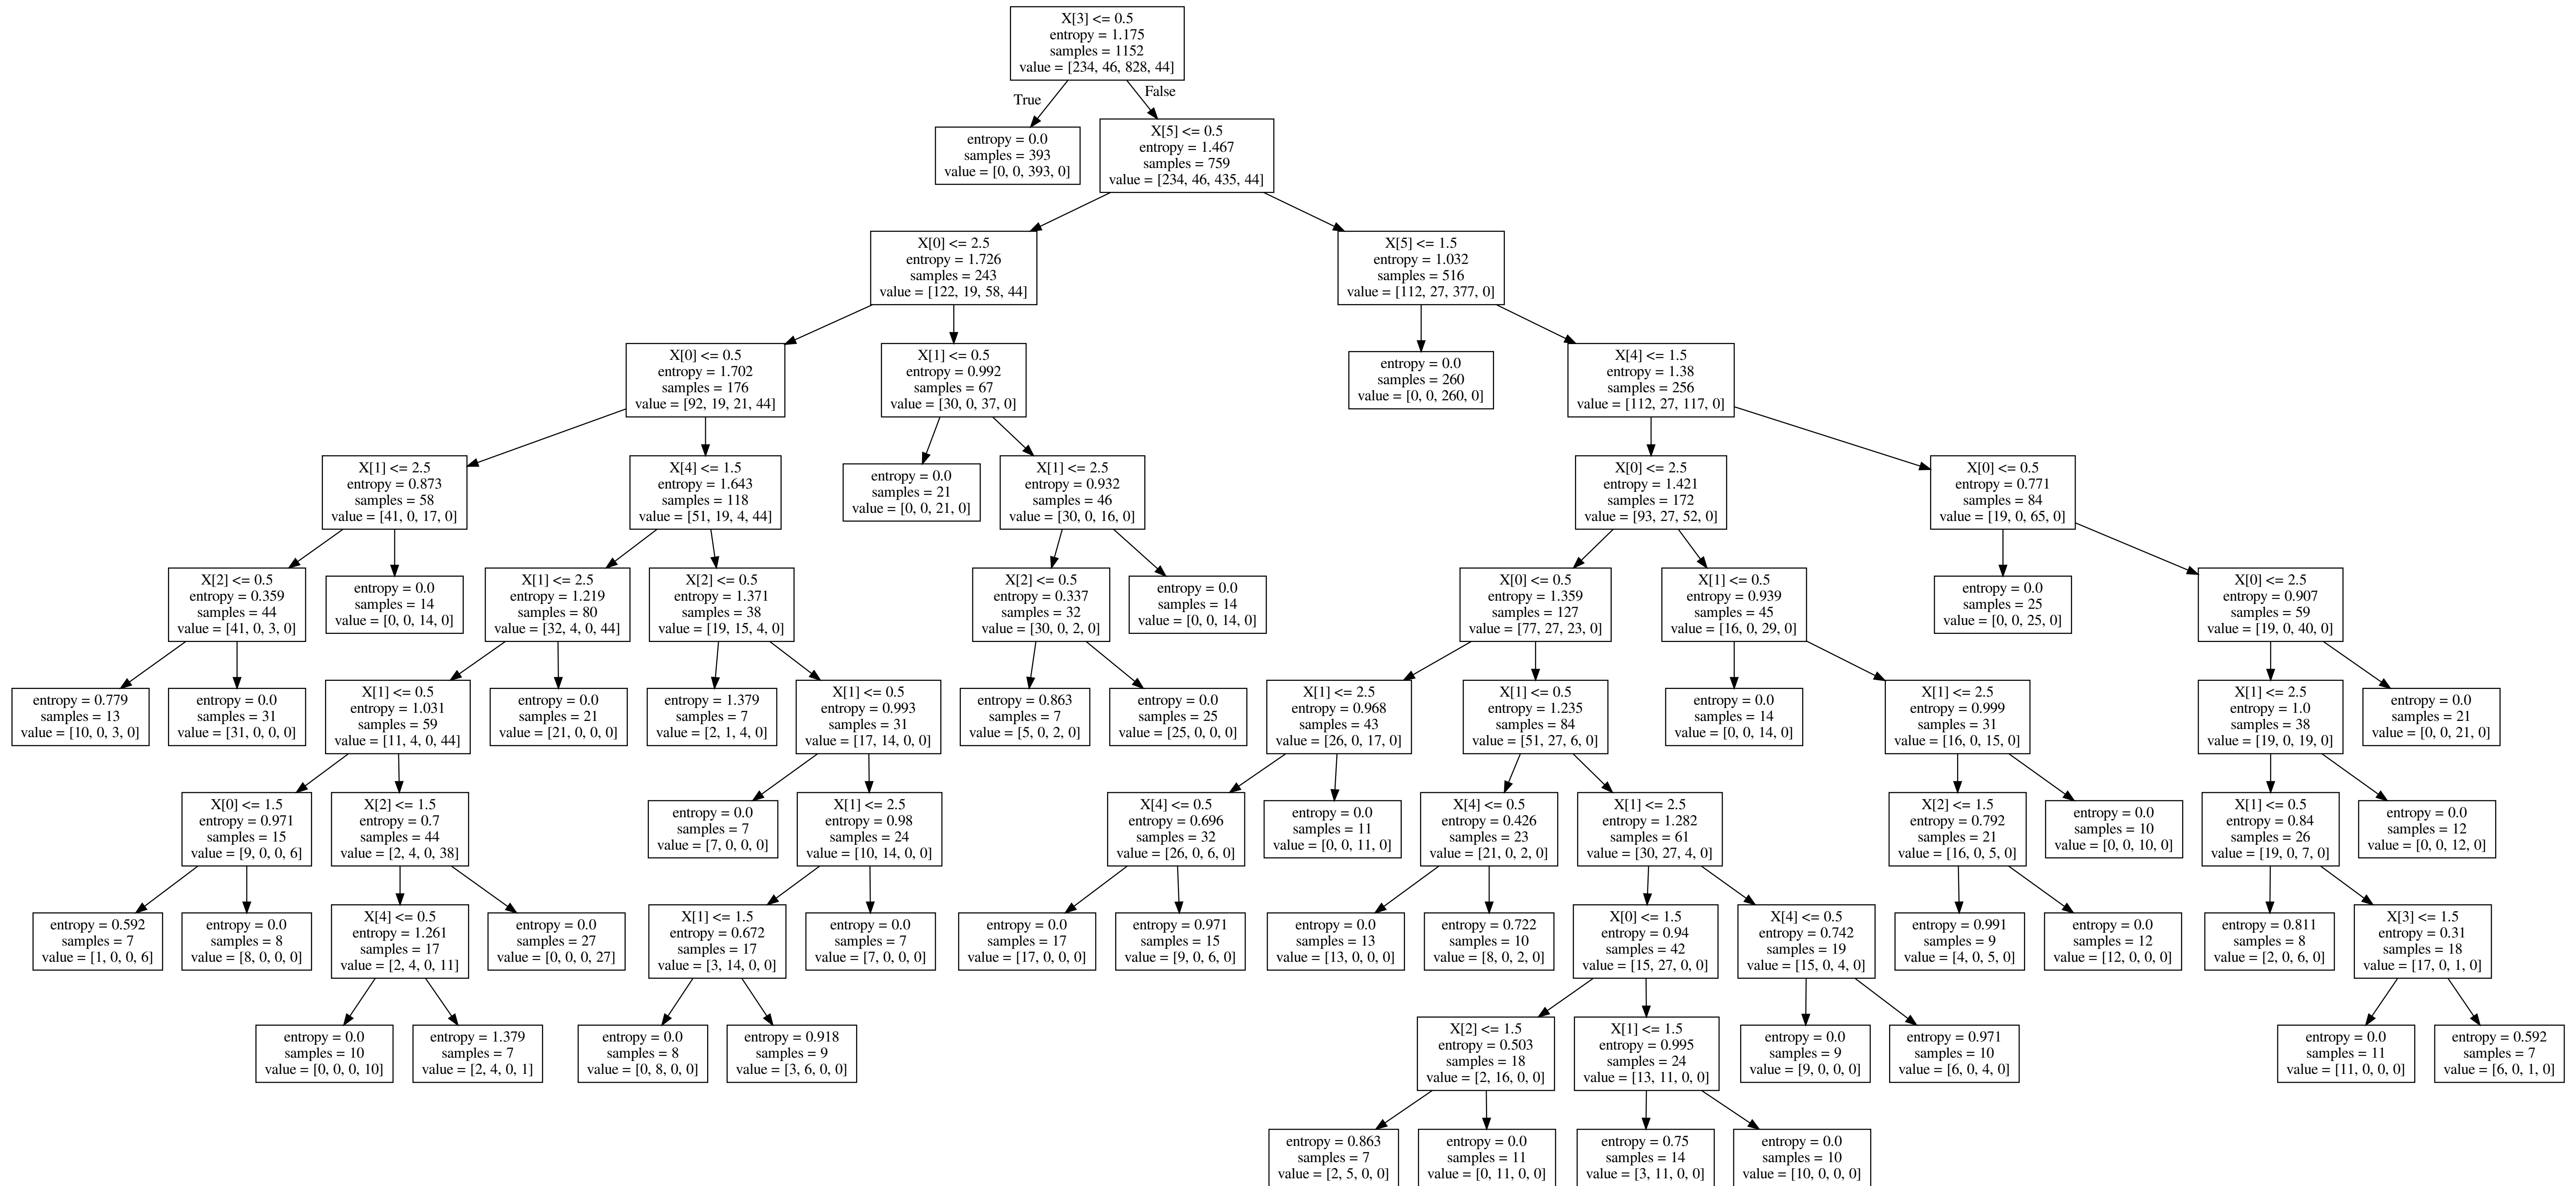 X[3] <= 0.5
entropy = 1.175
samples = 1152
value = [234, 46, 828, 44]
True
False
entropy = 0.0
samples = 393
value = [0, 0, 393, 0]
X[5] <= 0.5
entropy = 1.467
samples = 759
value = [234, 46, 435, 44]
X[0] <= 2.5
entropy = 1.726
samples = 243
value = [122, 19, 58, 44]
X[5] <= 1.5
entropy = 1.032
samples = 516
value = [112, 27, 377, 0]
X[0] <= 0.5
entropy = 1.702
samples = 176
value = [92, 19, 21, 44]
X[1] <= 0.5
entropy = 0.992
samples = 67
value = [30, 0, 37, 0]
entropy = 0.0
samples = 260
value = [0, 0, 260, 0]
X[4] <= 1.5
entropy = 1.38
samples = 256
value = [112, 27, 117, 0]
X[1] <= 2.5
entropy = 0.873
samples = 58
value = [41, 0, 17, 0]
X[4] <= 1.5
entropy = 1.643
samples = 118
value = [51, 19, 4, 44]
entropy = 0.0
samples = 21
value = [0, 0, 21, 0]
X[1] <= 2.5
entropy = 0.932
samples = 46
value = [30, 0, 16, 0]
X[0] <= 2.5
entropy = 1.421
samples = 172
value = [93, 27, 52, 0]
X[0] <= 0.5
entropy = 0.771
samples = 84
value = [19, 0, 65, 0]
X[2] <= 0.5
entropy = 0.359
samples = 44
value = [41, 0, 3, 0]
entropy = 0.0
samples = 14
value = [0, 0, 14, 0]
X[1] <= 2.5
entropy = 1.219
samples = 80
value = [32, 4, 0, 44]
X[2] <= 0.5
entropy = 1.371
samples = 38
value = [19, 15, 4, 0]
X[2] <= 0.5
entropy = 0.337
samples = 32
value = [30, 0, 2, 0]
entropy = 0.0
samples = 14
value = [0, 0, 14, 0]
X[0] <= 0.5
entropy = 1.359
samples = 127
value = [77, 27, 23, 0]
X[1] <= 0.5
entropy = 0.939
samples = 45
value = [16, 0, 29, 0]
entropy = 0.0
samples = 25
value = [0, 0, 25, 0]
X[0] <= 2.5
entropy = 0.907
samples = 59
value = [19, 0, 40, 0]
entropy = 0.779
samples = 13
value = [10, 0, 3, 0]
entropy = 0.0
samples = 31
value = [31, 0, 0, 0]
X[1] <= 0.5
entropy = 1.031
samples = 59
value = [11, 4, 0, 44]
entropy = 0.0
samples = 21
value = [21, 0, 0, 0]
entropy = 1.379
samples = 7
value = [2, 1, 4, 0]
X[1] <= 0.5
entropy = 0.993
samples = 31
value = [17, 14, 0, 0]
entropy = 0.863
samples = 7
value = [5, 0, 2, 0]
entropy = 0.0
samples = 25
value = [25, 0, 0, 0]
X[1] <= 2.5
entropy = 0.968
samples = 43
value = [26, 0, 17, 0]
X[1] <= 0.5
entropy = 1.235
samples = 84
value = [51, 27, 6, 0]
entropy = 0.0
samples = 14
value = [0, 0, 14, 0]
X[1] <= 2.5
entropy = 0.999
samples = 31
value = [16, 0, 15, 0]
X[1] <= 2.5
entropy = 1.0
samples = 38
value = [19, 0, 19, 0]
entropy = 0.0
samples = 21
value = [0, 0, 21, 0]
X[0] <= 1.5
entropy = 0.971
samples = 15
value = [9, 0, 0, 6]
X[2] <= 1.5
entropy = 0.7
samples = 44
value = [2, 4, 0, 38]
entropy = 0.0
samples = 7
value = [7, 0, 0, 0]
X[1] <= 2.5
entropy = 0.98
samples = 24
value = [10, 14, 0, 0]
X[4] <= 0.5
entropy = 0.696
samples = 32
value = [26, 0, 6, 0]
entropy = 0.0
samples = 11
value = [0, 0, 11, 0]
X[4] <= 0.5
entropy = 0.426
samples = 23
value = [21, 0, 2, 0]
X[1] <= 2.5
entropy = 1.282
samples = 61
value = [30, 27, 4, 0]
X[2] <= 1.5
entropy = 0.792
samples = 21
value = [16, 0, 5, 0]
entropy = 0.0
samples = 10
value = [0, 0, 10, 0]
X[1] <= 0.5
entropy = 0.84
samples = 26
value = [19, 0, 7, 0]
entropy = 0.0
samples = 12
value = [0, 0, 12, 0]
entropy = 0.592
samples = 7
value = [1, 0, 0, 6]
entropy = 0.0
samples = 8
value = [8, 0, 0, 0]
X[4] <= 0.5
entropy = 1.261
samples = 17
value = [2, 4, 0, 11]
entropy = 0.0
samples = 27
value = [0, 0, 0, 27]
X[1] <= 1.5
entropy = 0.672
samples = 17
value = [3, 14, 0, 0]
entropy = 0.0
samples = 7
value = [7, 0, 0, 0]
entropy = 0.0
samples = 17
value = [17, 0, 0, 0]
entropy = 0.971
samples = 15
value = [9, 0, 6, 0]
entropy = 0.0
samples = 13
value = [13, 0, 0, 0]
entropy = 0.722
samples = 10
value = [8, 0, 2, 0]
X[0] <= 1.5
entropy = 0.94
samples = 42
value = [15, 27, 0, 0]
X[4] <= 0.5
entropy = 0.742
samples = 19
value = [15, 0, 4, 0]
entropy = 0.991
samples = 9
value = [4, 0, 5, 0]
entropy = 0.0
samples = 12
value = [12, 0, 0, 0]
entropy = 0.811
samples = 8
value = [2, 0, 6, 0]
X[3] <= 1.5
entropy = 0.31
samples = 18
value = [17, 0, 1, 0]
entropy = 0.0
samples = 10
value = [0, 0, 0, 10]
entropy = 1.379
samples = 7
value = [2, 4, 0, 1]
entropy = 0.0
samples = 8
value = [0, 8, 0, 0]
entropy = 0.918
samples = 9
value = [3, 6, 0, 0]
X[2] <= 1.5
entropy = 0.503
samples = 18
value = [2, 16, 0, 0]
X[1] <= 1.5
entropy = 0.995
samples = 24
value = [13, 11, 0, 0]
entropy = 0.0
samples = 9
value = [9, 0, 0, 0]
entropy = 0.971
samples = 10
value = [6, 0, 4, 0]
entropy = 0.0
samples = 11
value = [11, 0, 0, 0]
entropy = 0.592
samples = 7
value = [6, 0, 1, 0]
entropy = 0.863
samples = 7
value = [2, 5, 0, 0]
entropy = 0.0
samples = 11
value = [0, 11, 0, 0]
entropy = 0.75
samples = 14
value = [3, 11, 0, 0]
entropy = 0.0
samples = 10
value = [10, 0, 0, 0]